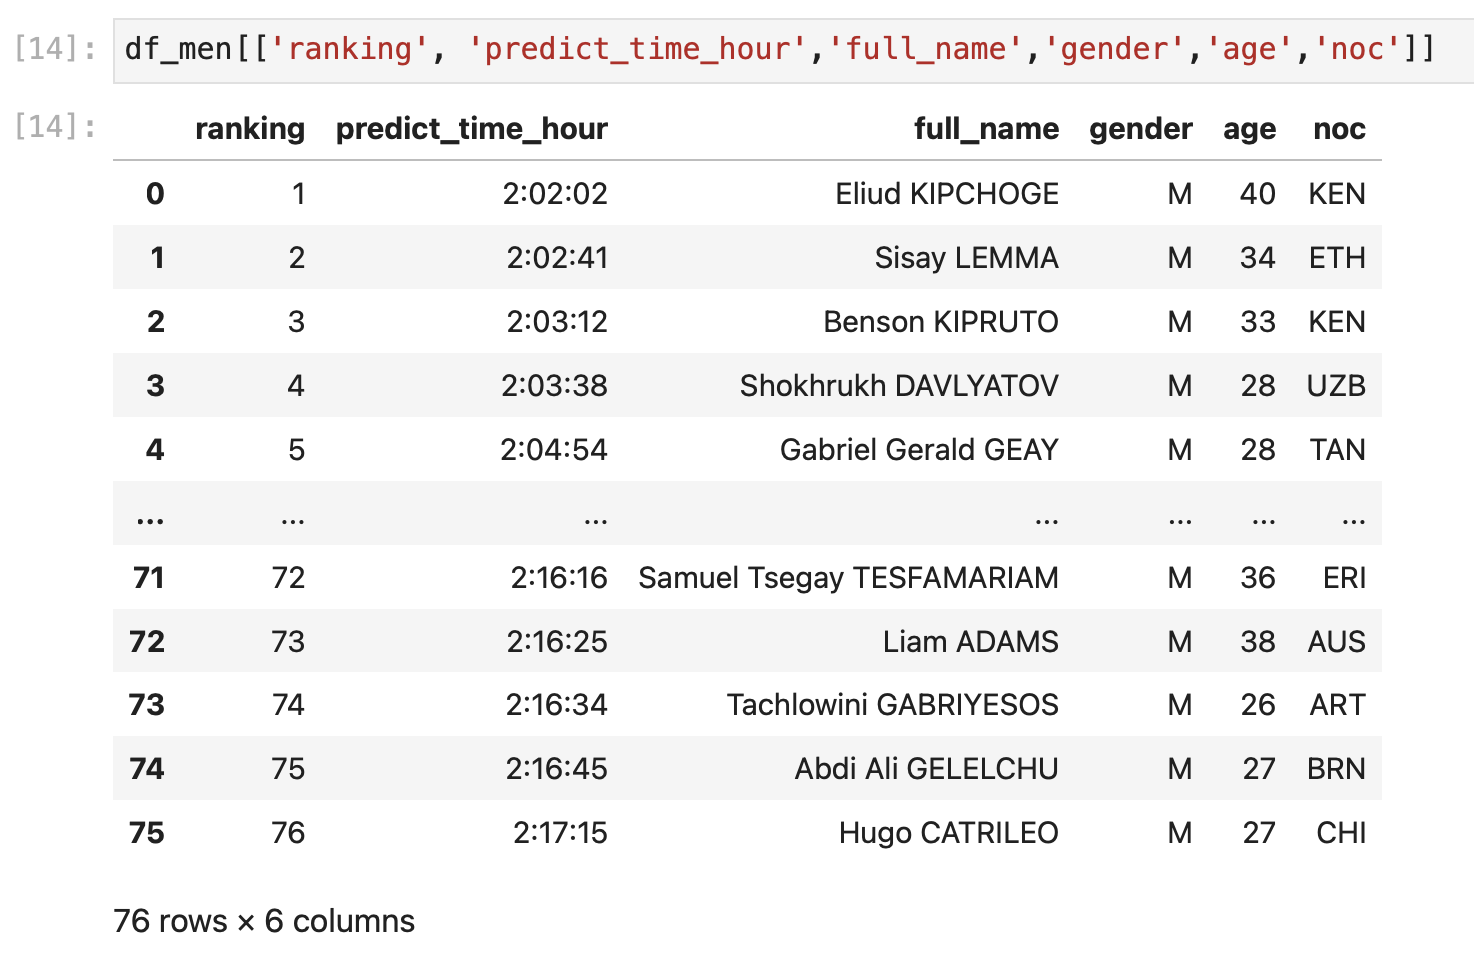 [14]: df_men[['ranking', 'predict_time_hour','full_name','gender','age','noc']]
[14]:
ranking predict_time_hour full_name gender age noc
0 1 2:02:02 Eliud KIPCHOGE M 40 KEN
1 2 2:02:41 Sisay LEMMA M 34 ETH
2 3 2:03:12 Benson KIPRUTO M 33 KEN
3 4 2:03:38 Shokhrukh DAVLYATOV M 28 UZB
4 5 2:04:54 Gabriel Gerald GEAY M 28 TAN
... ... ... ... ... ... ...
71 72 2:16:16 Samuel Tsegay TESFAMARIAM M 36 ERI
72 73 2:16:25 Liam ADAMS M 38 AUS
73 74 2:16:34 Tachlowini GABRIYESOS M 26 ART
74 75 2:16:45 Abdi Ali GELELCHU M 27 BRN
75 76 2:17:15 Hugo CATRILEO M 27 CHI
76 rows × 6 columns